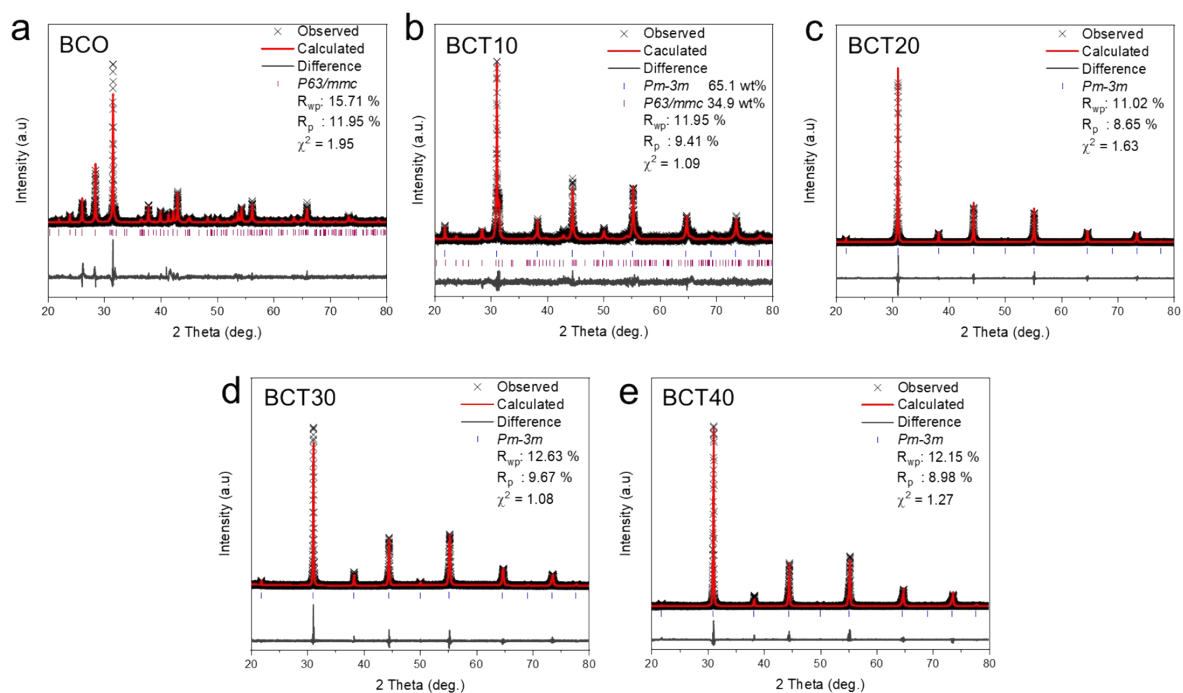 a
BCO
Observed
Calculated
Difference
P63/mmc
Rwp: 15.71 %
Rp : 11.95 %
χ² = 1.95
Intensity (a.u)
20 30 40 50 60 70 80
2 Theta (deg.)
b
BCT10
Observed
Caculated
Difference
Pm-3m 65.1 wt%
P63/mmc 34.9 wt%
Rwp: 11.95 %
Rp : 9.41 %
χ² = 1.09
Intensity (a.u.)
20 30 40 50 60 70 80
2 Theta (deg.)
c
BCT20
Observed
Calculated
Difference
Pm-3m
Rwp: 11.02 %
Rp : 8.65 %
χ² = 1.63
Intensity (a.u)
20 30 40 50 60 70 80
2 Theta (deg.)
d
BCT30
Observed
Calculated
Difference
Pm-3m
Rwp: 12.63 %
Rp : 9.67 %
χ² = 1.08
Intensity (a.u)
20 30 40 50 60 70 80
2 Theta (deg.)
e
BCT40
Observed
Calculated
Difference
Pm-3m
Rwp: 12.15 %
Rp : 8.98 %
χ² = 1.27
Intensity (a.u)
20 30 40 50 60 70 80
2 Theta (deg.)